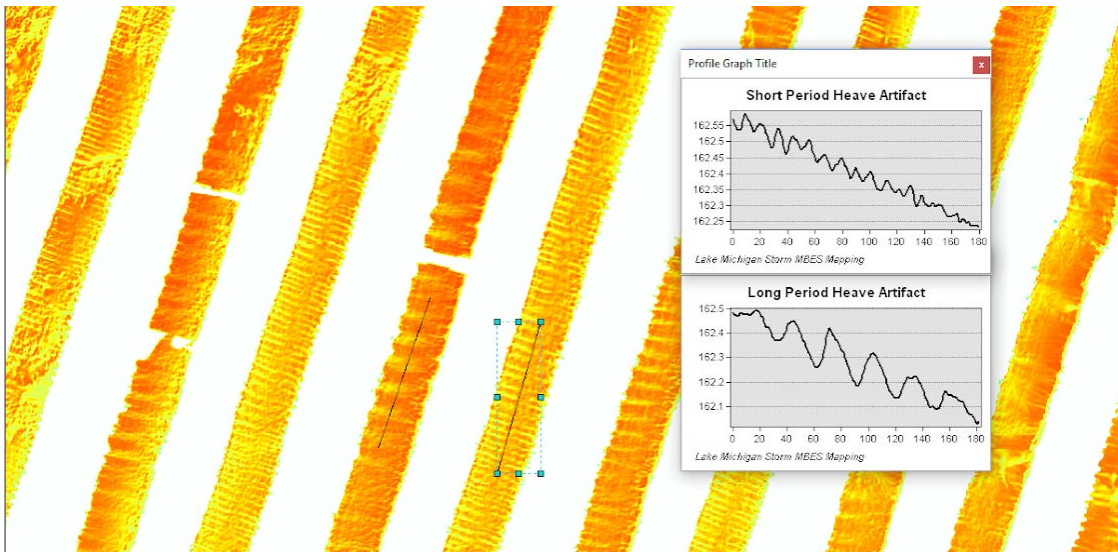 Profile Graph Title
x
Short Period Heave Artifact
162.55
162.5
162.45
162.4
162.35
162.3
162.25
0 20 40 60 80 100 120 140 160 180
Lake Michigan Storm MBES Mapping
Long Period Heave Artifact
162.5
162.4
162.3
162.2
162.1
0 20 40 60 80 100 120 140 160 180
Lake Michigan Storm MBES Mapping